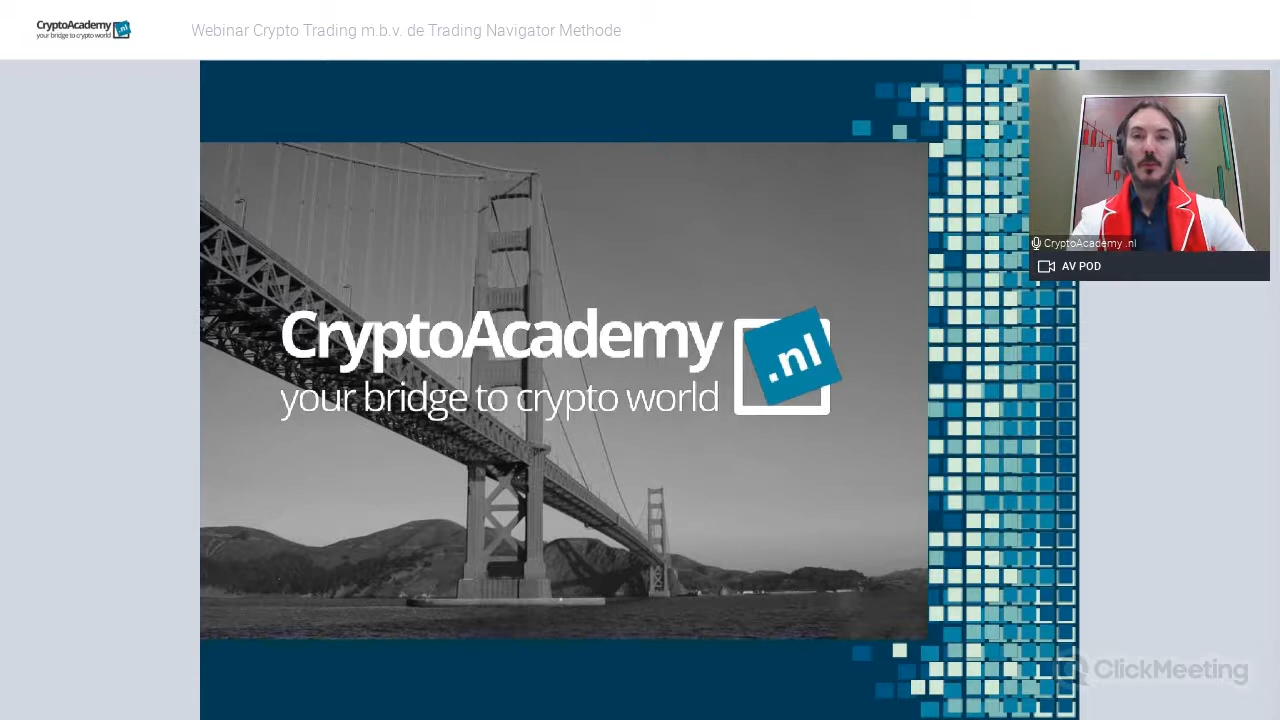 CryptoAcademy .nl
your bridge to crypto world
Webinar Crypto Trading m.b.v. de Trading Navigator Methode
CryptoAcademy .nl
AV POD
CryptoAcademy .nl
your bridge to crypto world
ClickMeeting